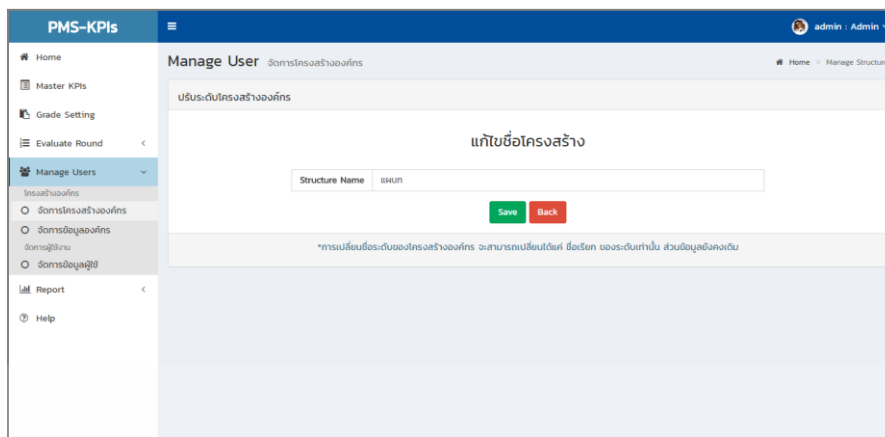 PMS-KPIs
admin : Admin
Home
Master KPIs
Grade Setting
Evaluate Round
Manage Users
โครงสร้างองค์กร
จัดการโครงสร้างองค์กร
จัดการข้อมูลองค์กร
จัดการผู้ใช้งาน
จัดการข้อมูลผู้ใช้
Report
Help
Manage User จัดการโครงสร้างองค์กร
Home > Manage Structure
ปรับระดับโครงสร้างองค์กร
แก้ไขชื่อโครงสร้าง
Structure Name แผนก
Save Back
*การเปลี่ยนชื่อระดับของโครงสร้างองค์กร จะสามารถเปลี่ยนได้แค่ ชื่อเรียก ของระดับเท่านั้น ส่วนข้อมูลยังคงเดิม